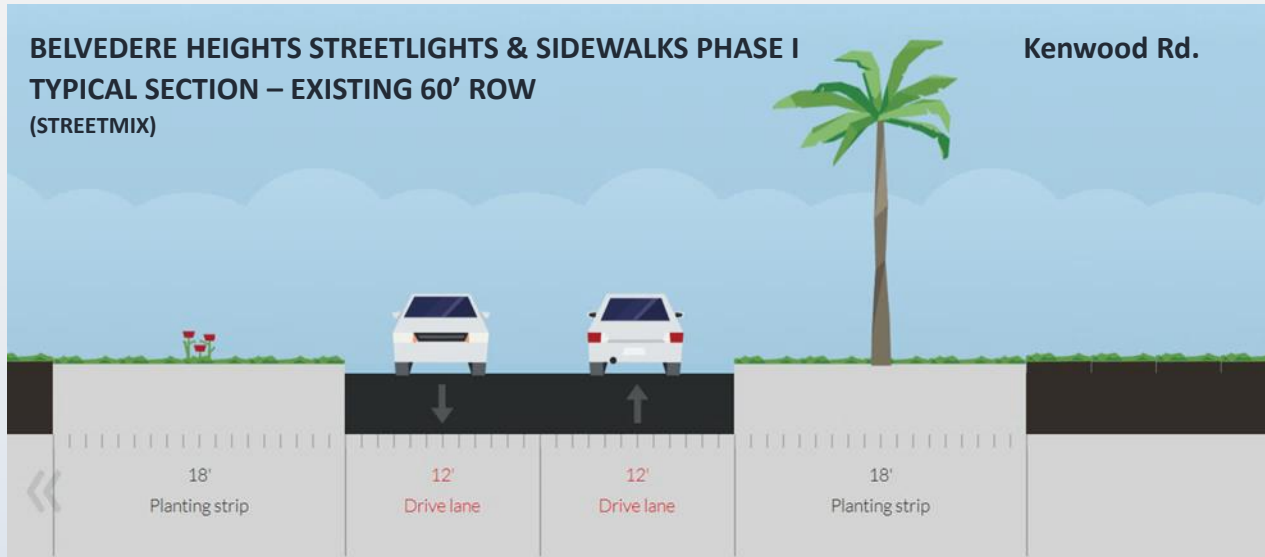 BELVEDERE HEIGHTS STREETLIGHTS & SIDEWALKS PHASE I
Kenwood Rd.
TYPICAL SECTION – EXISTING 60’ ROW
(STREETMIX)
18'
12'
12'
18'
Planting strip
Drive lane
Drive lane
Planting strip